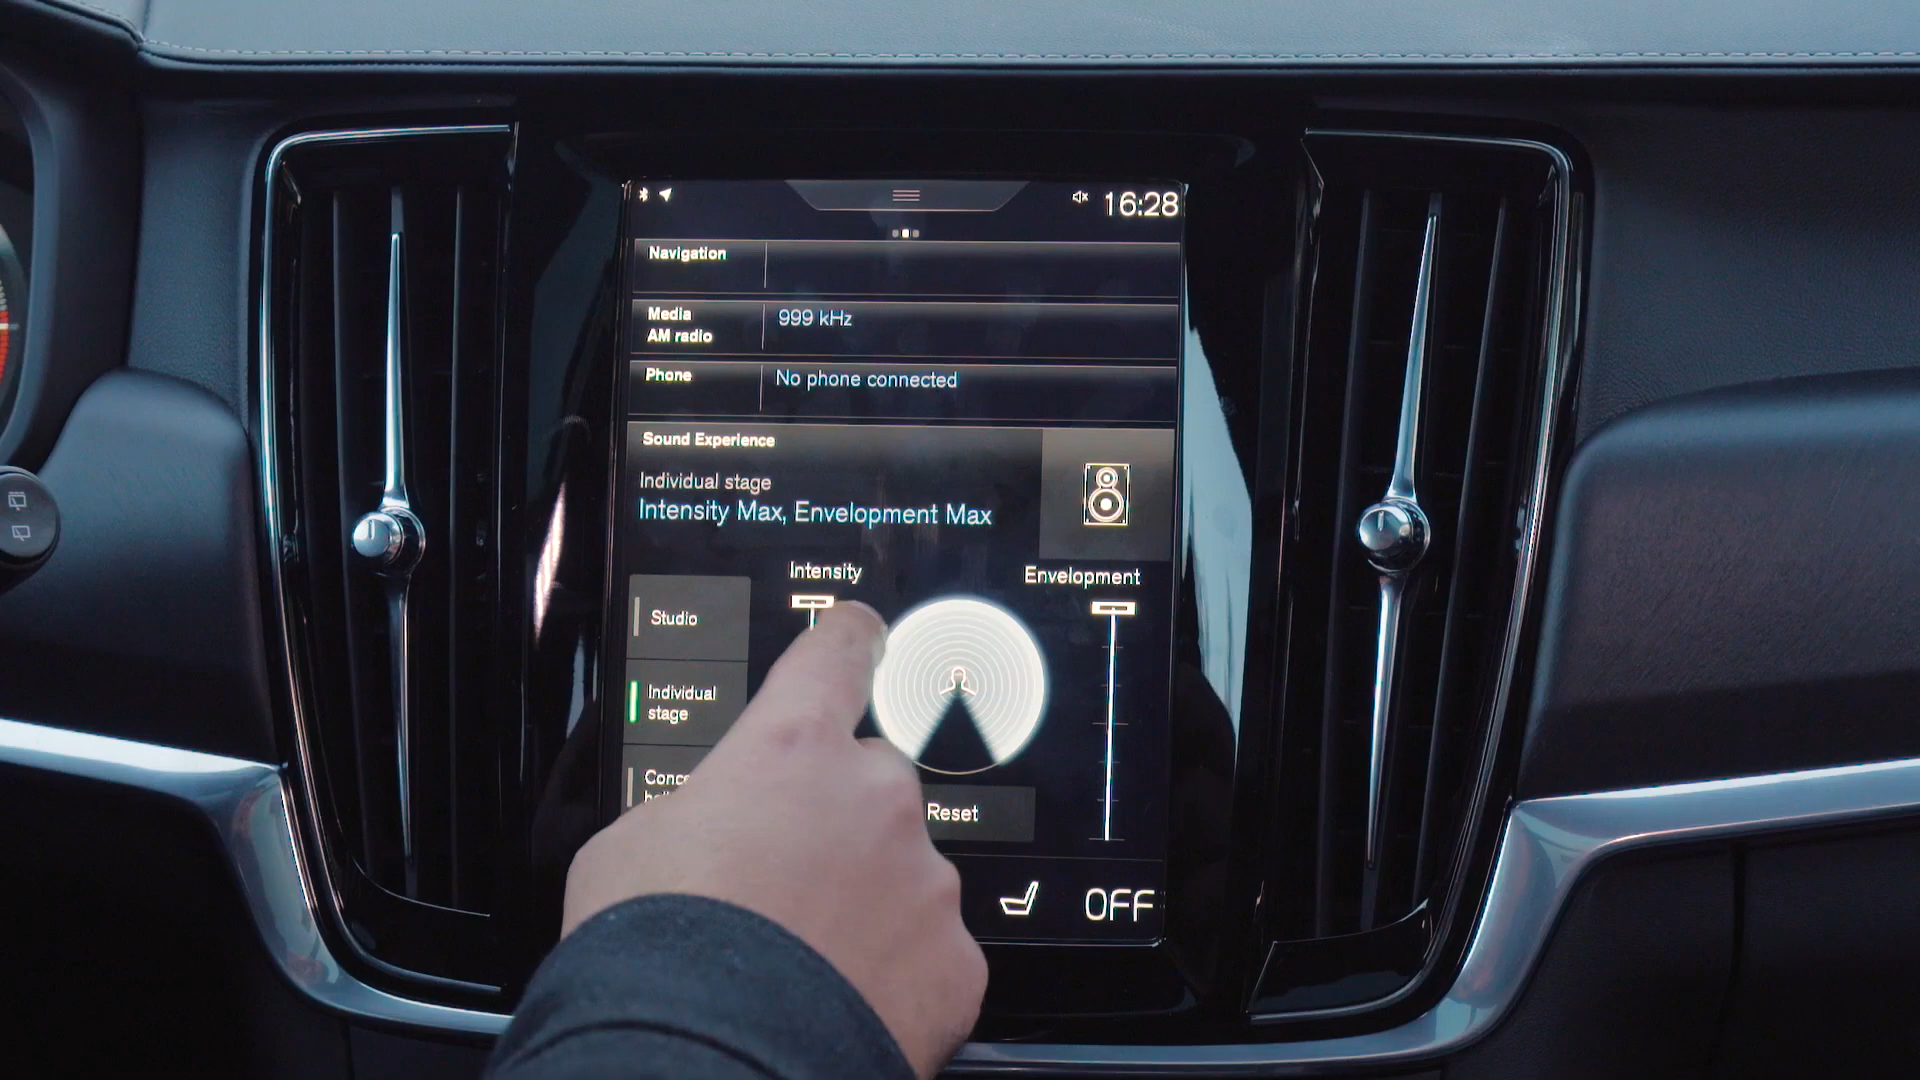 16:28
Navigation
Media
AM radio
999 kHz
Phone
No phone connected
Sound Experience
Individual stage
Intensity Max, Envelopment Max
Intensity
Envelopment
Studio
Individual
stage
Reset
OFF